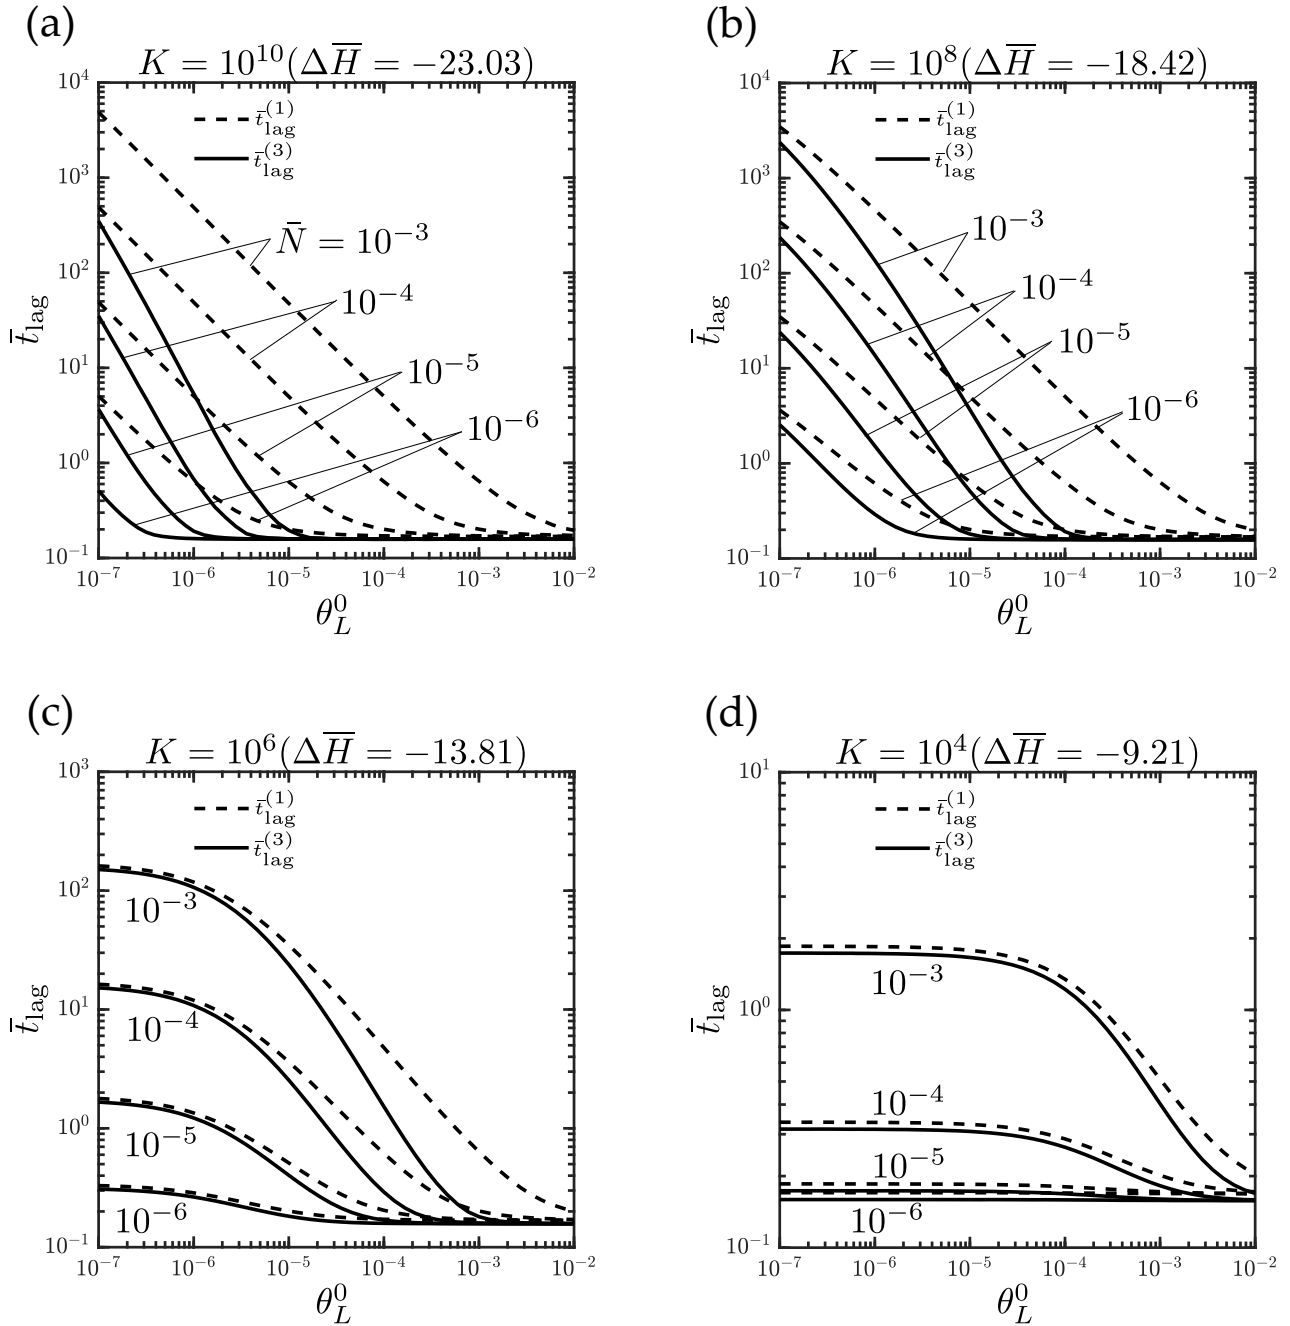 (a)
K = 10^10(ΔH̅ = −23.03)
10^4
10^3
10^2
10^1
10^0
10^-1
t̄_lag
t̄_lag^(1)
t̄_lag^(3)
N̄ = 10^-3
10^-4
10^-5
10^-6
10^-7 10^-6 10^-5 10^-4 10^-3 10^-2
θ_L^0
(b)
K = 10^8(ΔH̅ = −18.42)
10^4
10^3
10^2
10^1
10^0
10^-1
t̄_lag
t̄_lag^(1)
t̄_lag^(3)
10^-3
10^-4
10^-5
10^-6
10^-7 10^-6 10^-5 10^-4 10^-3 10^-2
θ_L^0
(c)
K = 10^6(ΔH̅ = −13.81)
10^3
10^2
10^1
10^0
10^-1
t̄_lag
t̄_lag^(1)
t̄_lag^(3)
10^-3
10^-4
10^-5
10^-6
10^-7 10^-6 10^-5 10^-4 10^-3 10^-2
θ_L^0
(d)
K = 10^4(ΔH̅ = −9.21)
10^1
10^0
10^-1
t̄_lag
t̄_lag^(1)
t̄_lag^(3)
10^-3
10^-4
10^-5
10^-6
10^-7 10^-6 10^-5 10^-4 10^-3 10^-2
θ_L^0